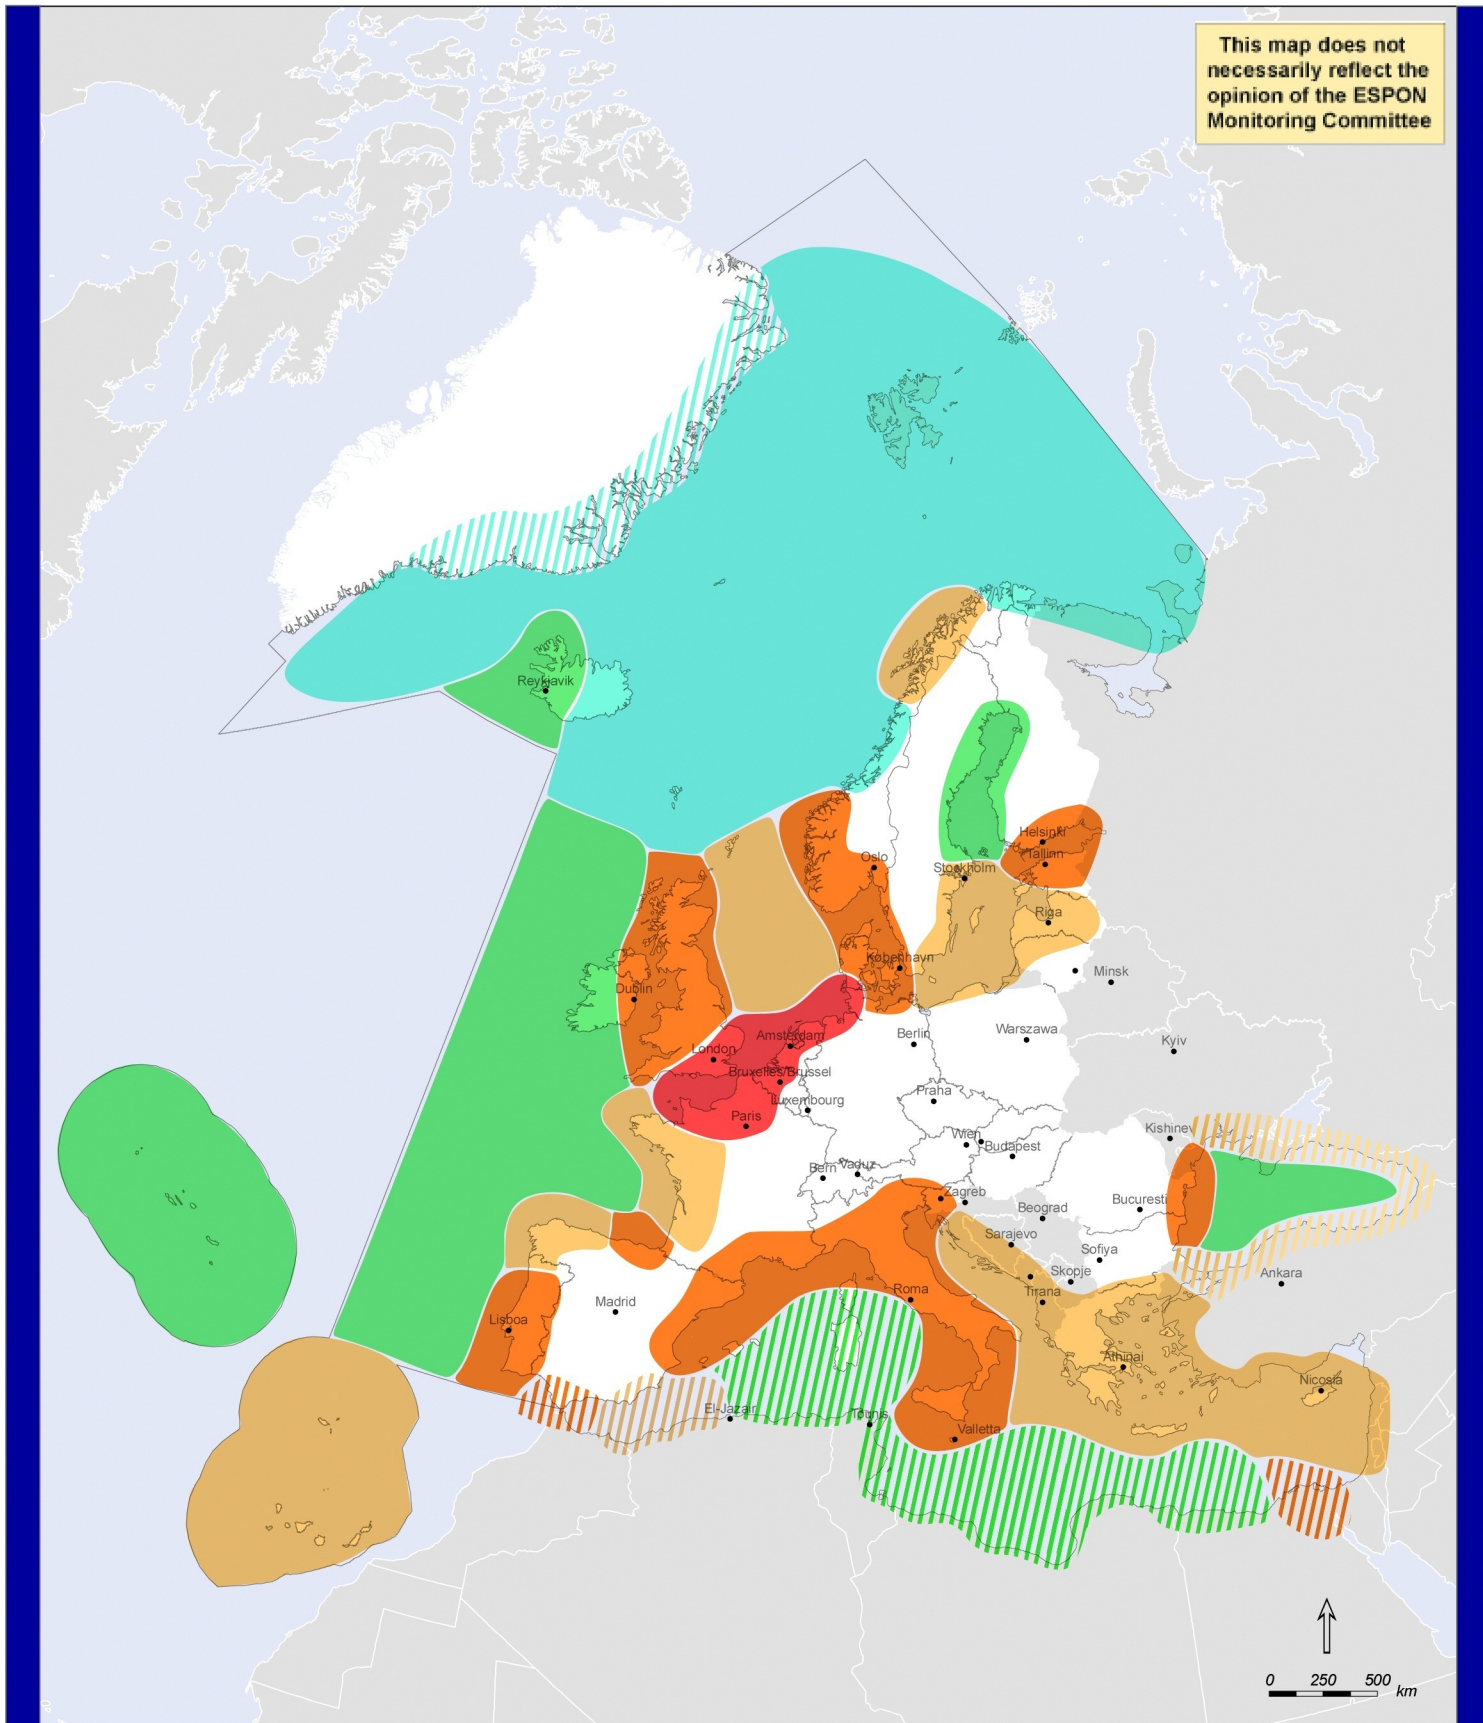 This map does not
necessarily reflect the
opinion of the ESPON
Monitoring Committee
Reykjavik
Helsinki
Tallinn
Oslo
Stockholm
Riga
København
Minsk
Dublin
Amsterdam
Berlin
Warszawa
Kyiv
London
Bruxelles/Brussel
Praha
Luxembourg
Paris
Kishinev
Wien
Budapest
Bern
Vaduz
Zagreb
Bucuresti
Beograd
Sarajevo
Sofiya
Skopje
Ankara
Roma
Tirana
Madrid
Lisboa
Athinai
Nicosia
El-Jazair
Tounis
Valletta
0 250 500
km